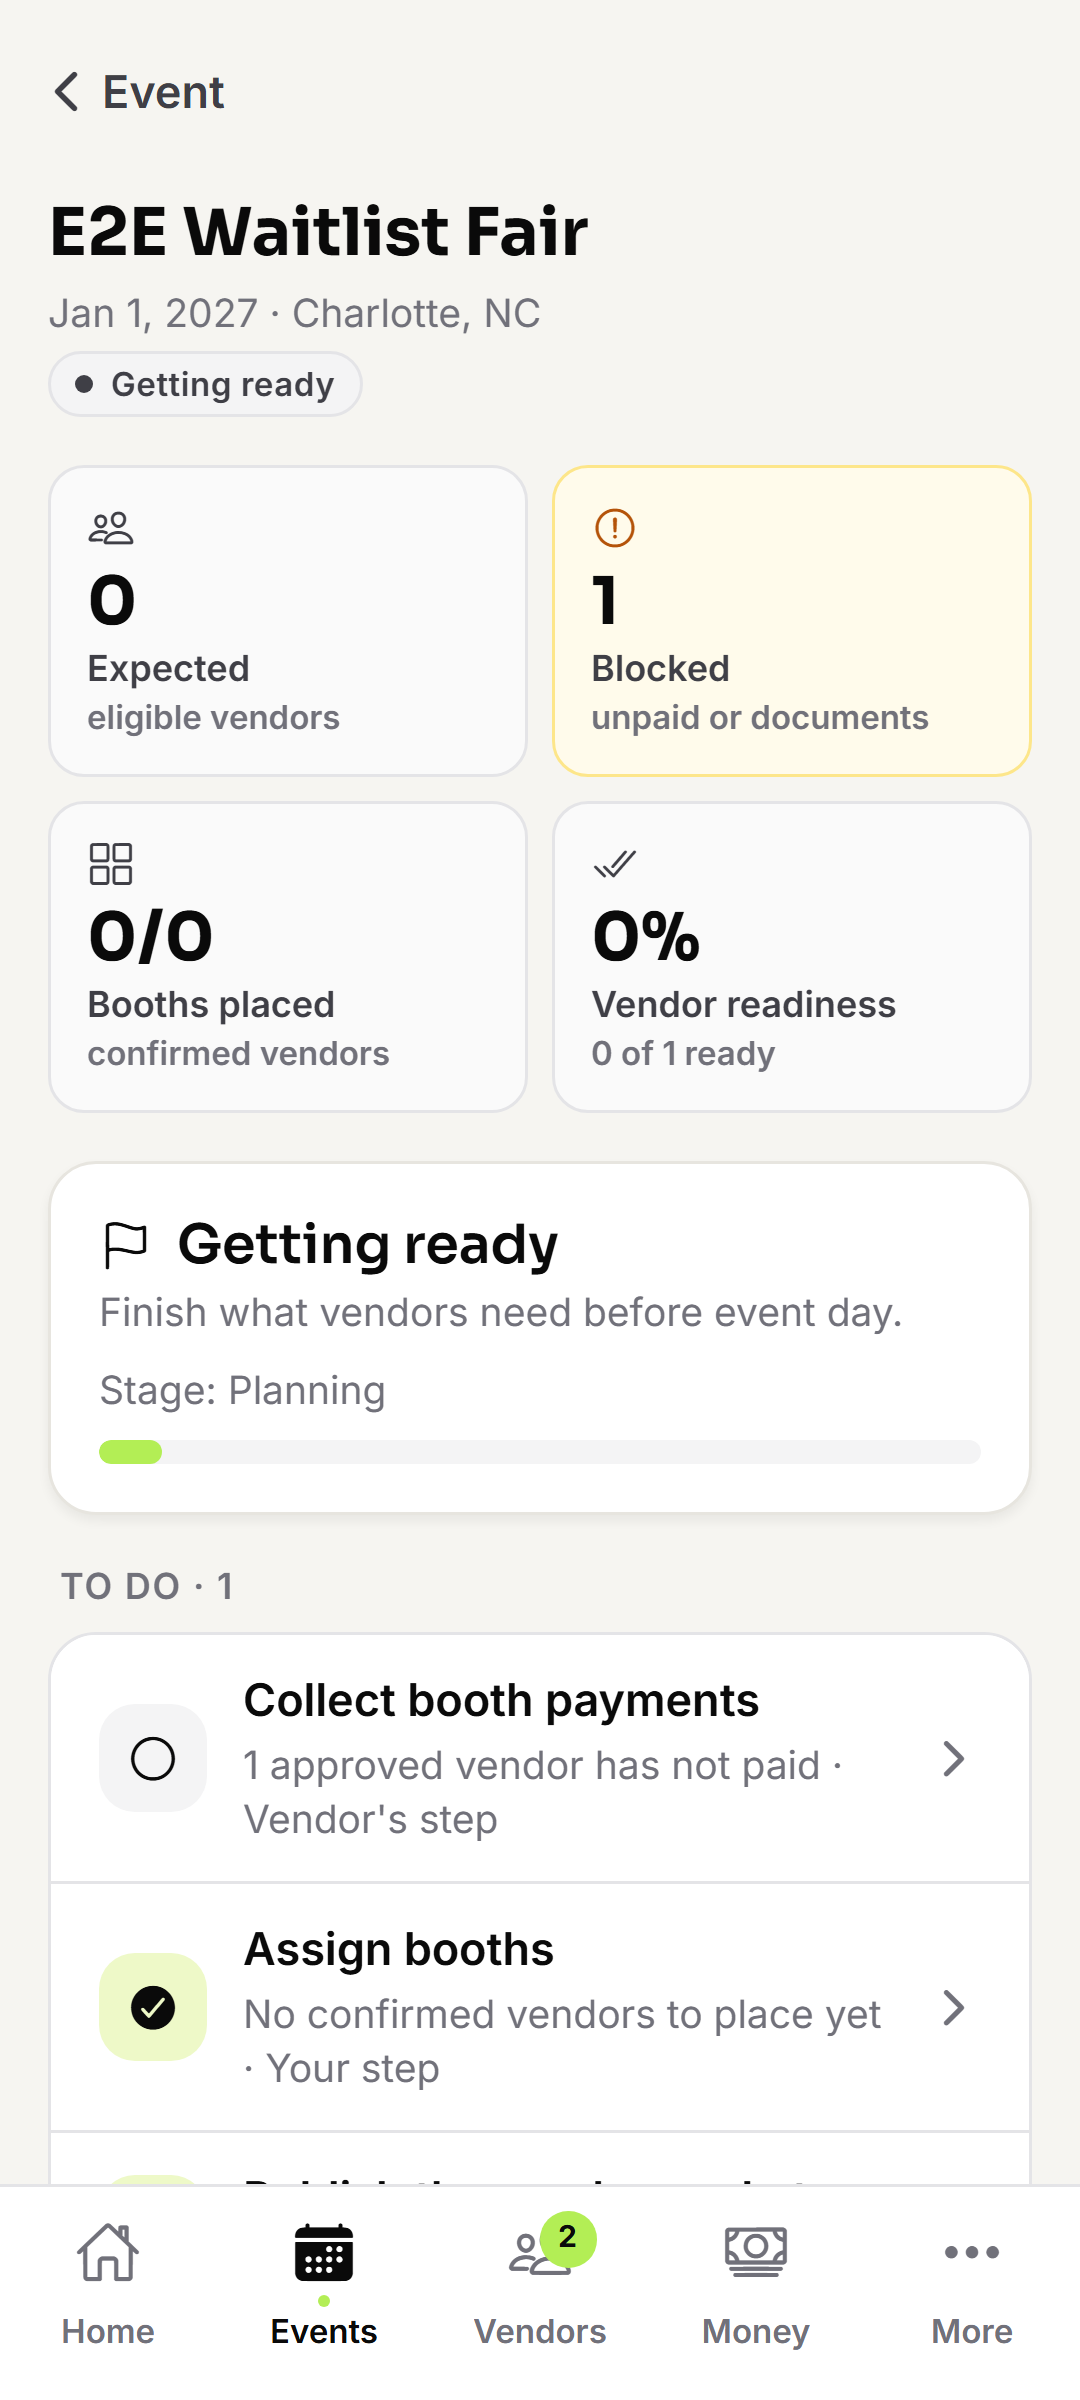 Event
E2E Waitlist Fair
Jan 1, 2027 · Charlotte, NC
Getting ready
0
Expected
eligible vendors
1
Blocked
unpaid or documents
0/0
Booths placed
confirmed vendors
0%
Vendor readiness
0 of 1 ready
Getting ready
Finish what vendors need before event day.
Stage: Planning
TO DO · 1
Collect booth payments
1 approved vendor has not paid ·
Vendor's step
Assign booths
No confirmed vendors to place yet
· Your step
2
Home
Events
Vendors
Money
More